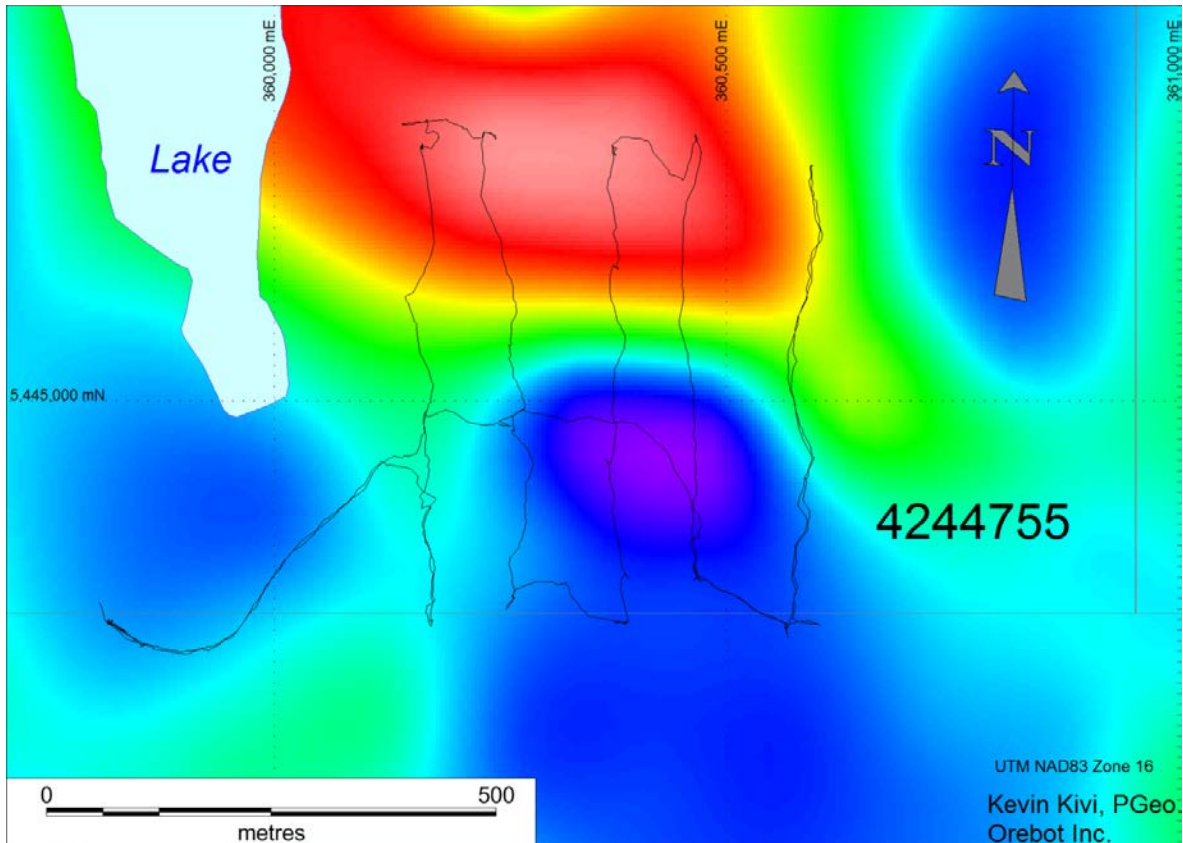 360,000 mE
360,500 mE
361,000 mE
Lake
N
5,445,000 mN
4244755
UTM NAD83 Zone 16
0 500
metres
Kevin Kivi, PGeo.
Orebot Inc.